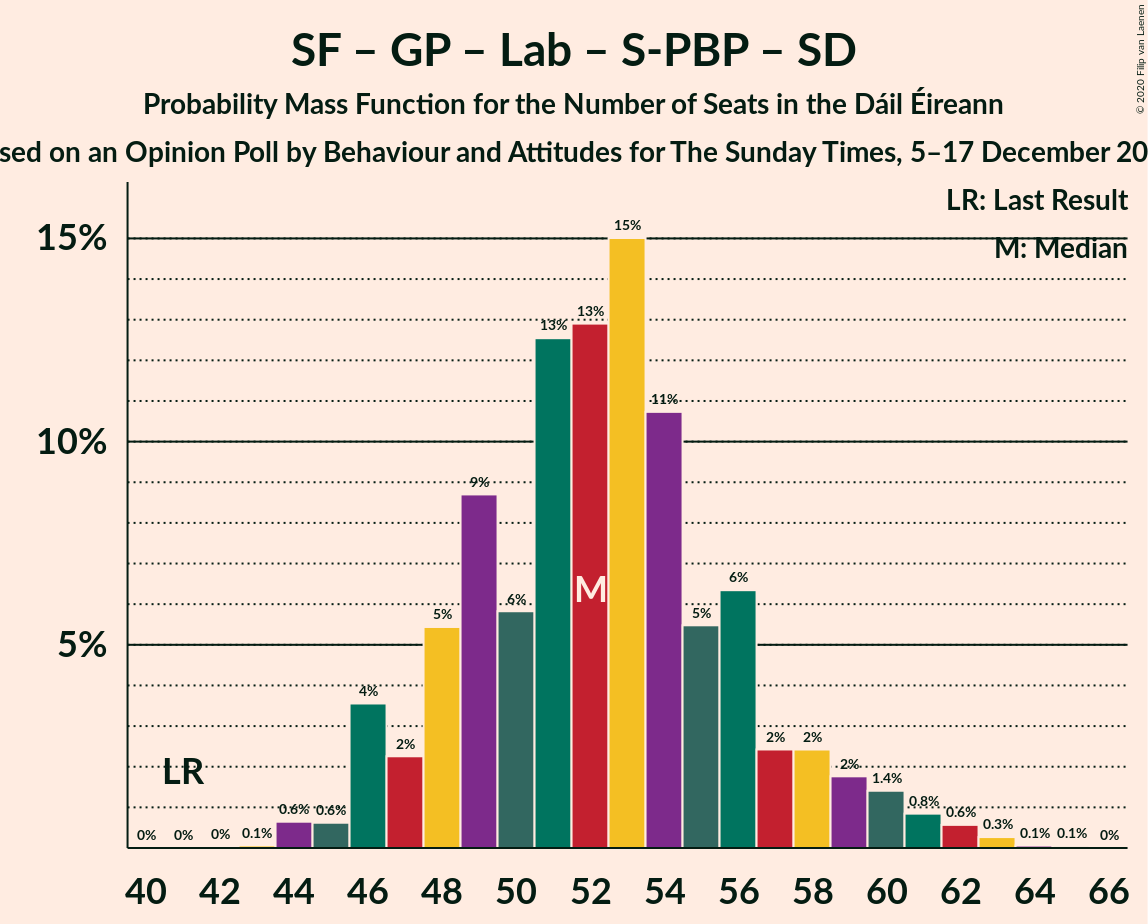 SF – GP – Lab – S-PBP – SD
Probability Mass Function for the Number of Seats in the Dáil Éireann
sed on an Opinion Poll by Behaviour and Attitudes for The Sunday Times, 5–17 December 20
© 2020 Filip van Laenen
LR: Last Result
M: Median
15%
10%
5%
0% 0% 0% 0.1% 0.6% 0.6% 4% 2% 5% 9% 6% 13% 13% 15% 11% 5% 6% 2% 2% 2% 1.4% 0.8% 0.6% 0.3% 0.1% 0.1% 0%
LR
M
40 42 44 46 48 50 52 54 56 58 60 62 64 66